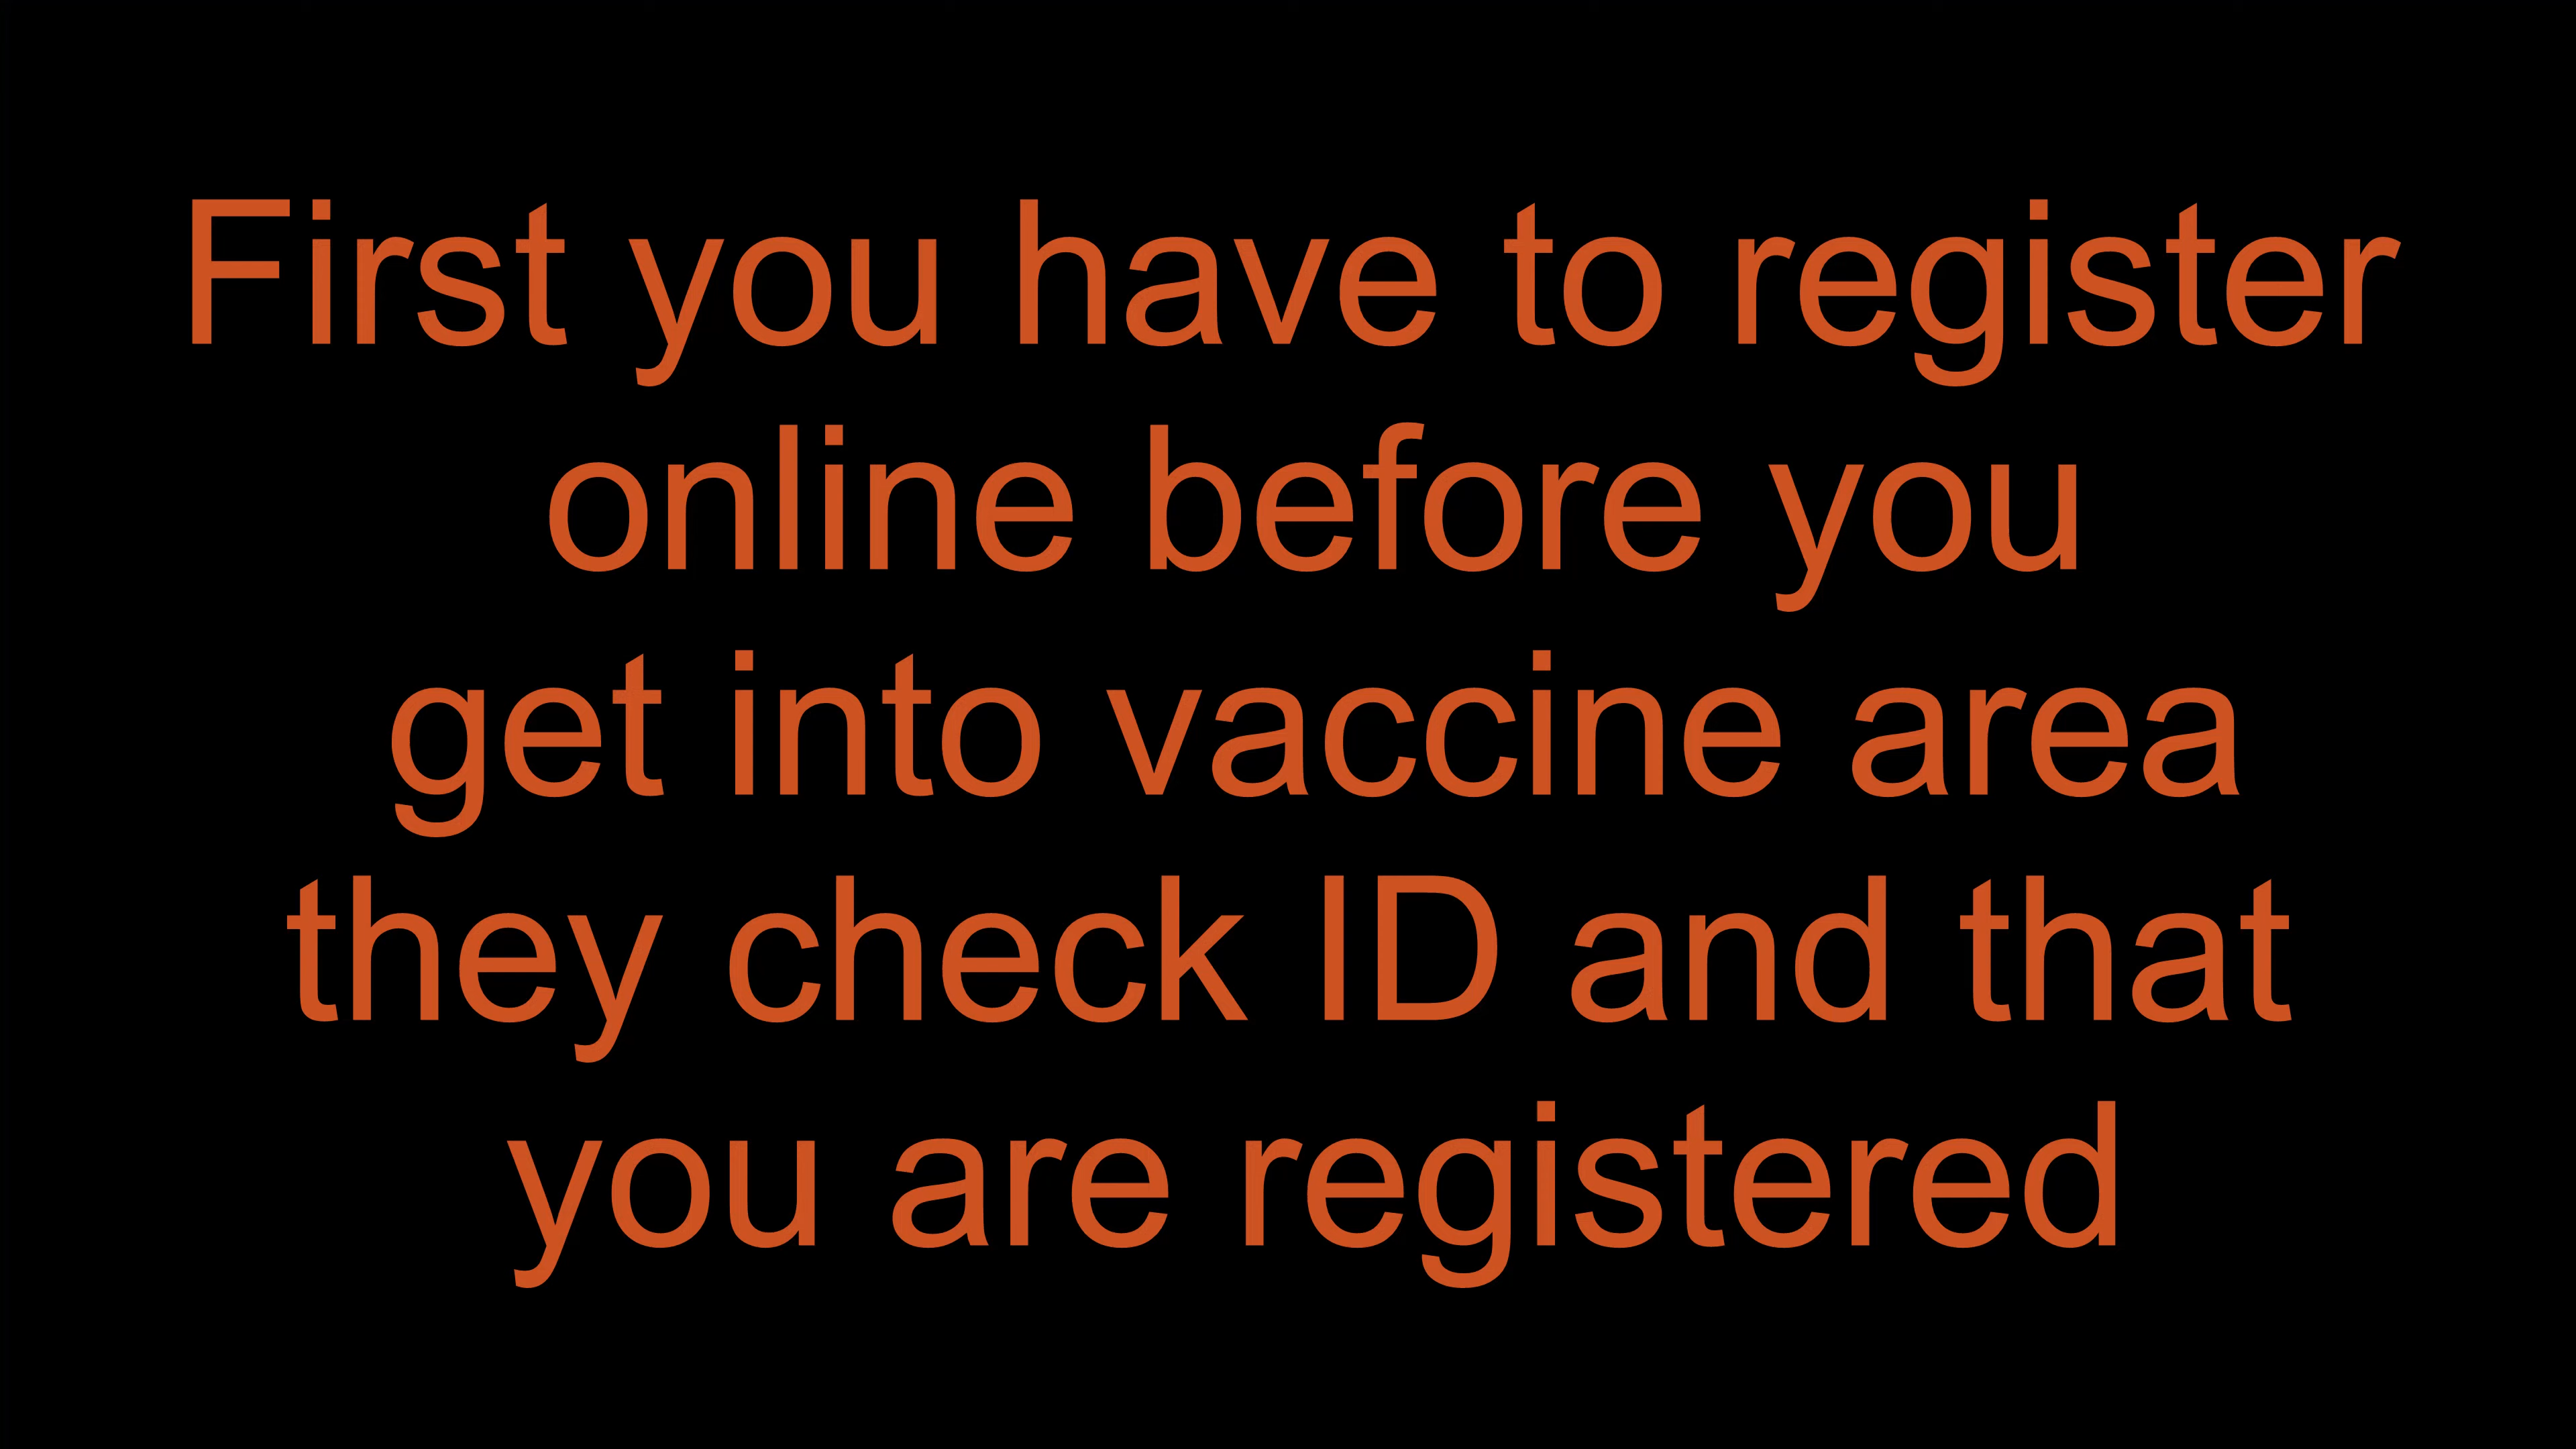 First you have to register
online before you
get into vaccine area
they check ID and that
you are registered